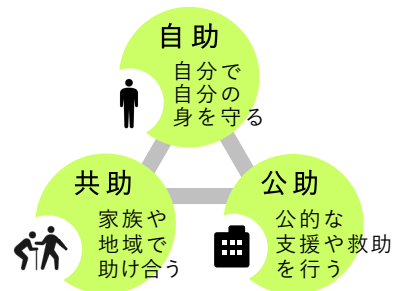 自助
自分で
自分の
身を守る
共助
家族や
地域で
助け合う
公助
公的な
支援や救助
を行う